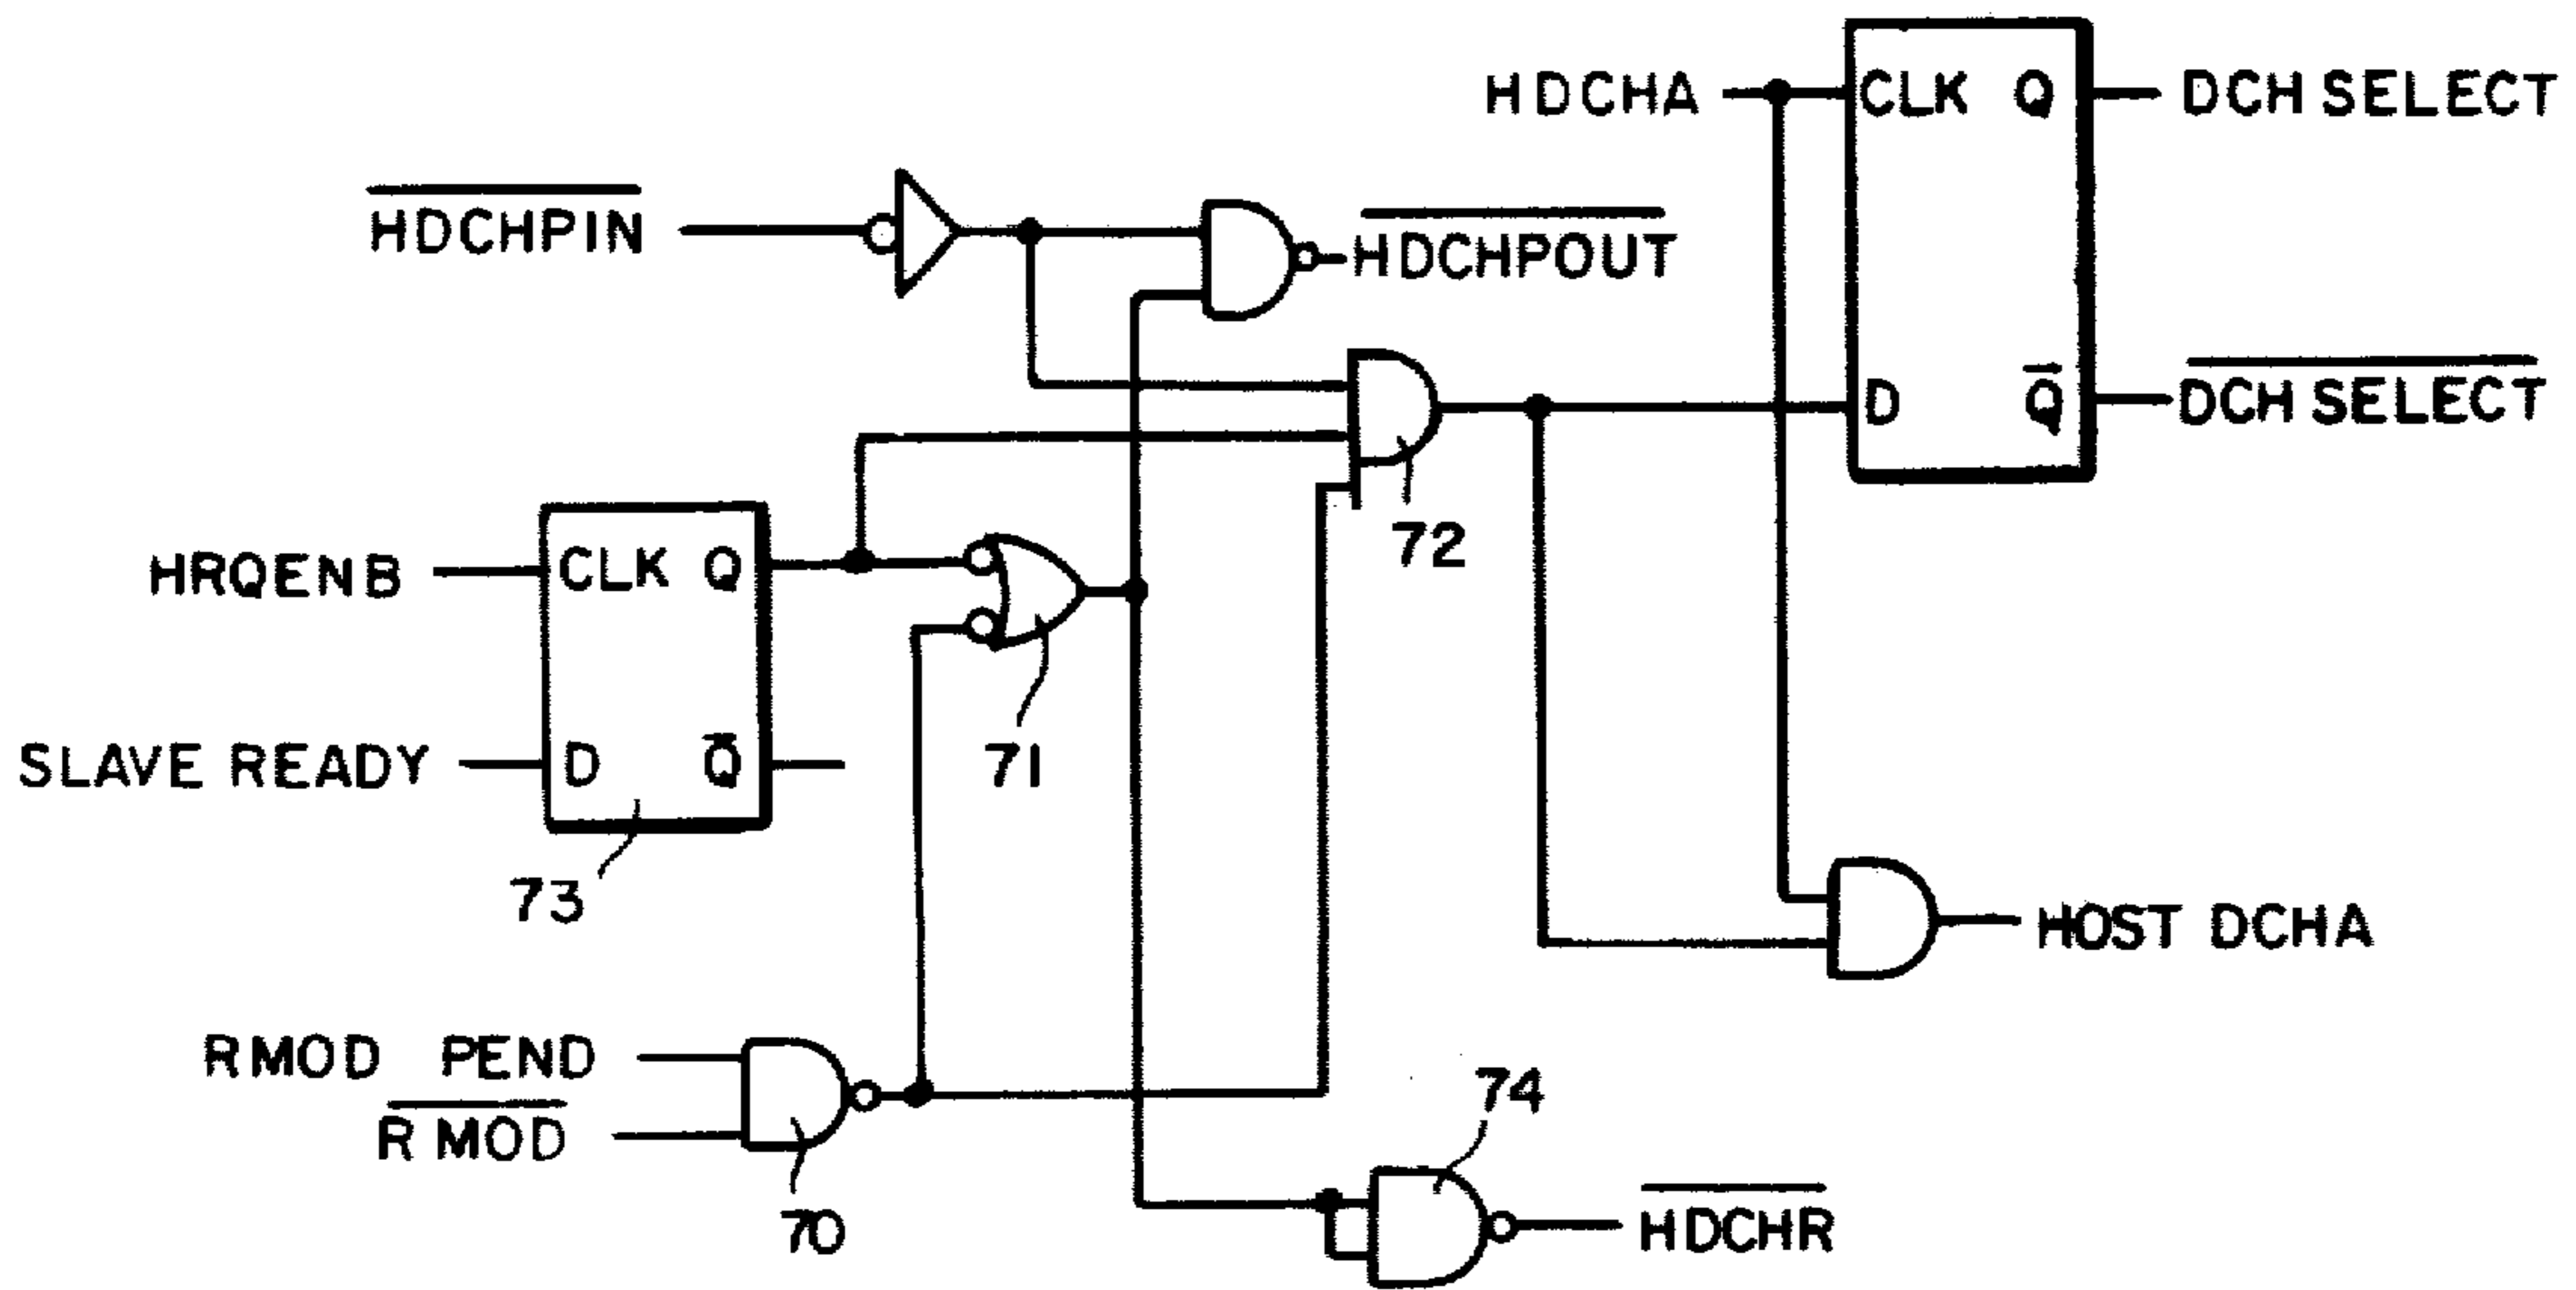 HDCHA
CLK Q
DCH SELECT
HDCHPIN
HDCHPOUT
D Q
DCH SELECT
72
HRQENB
CLK Q
SLAVE READY
D Q
71
73
HOST DCHA
RMOD PEND
R MOD
70
74
HDCHR